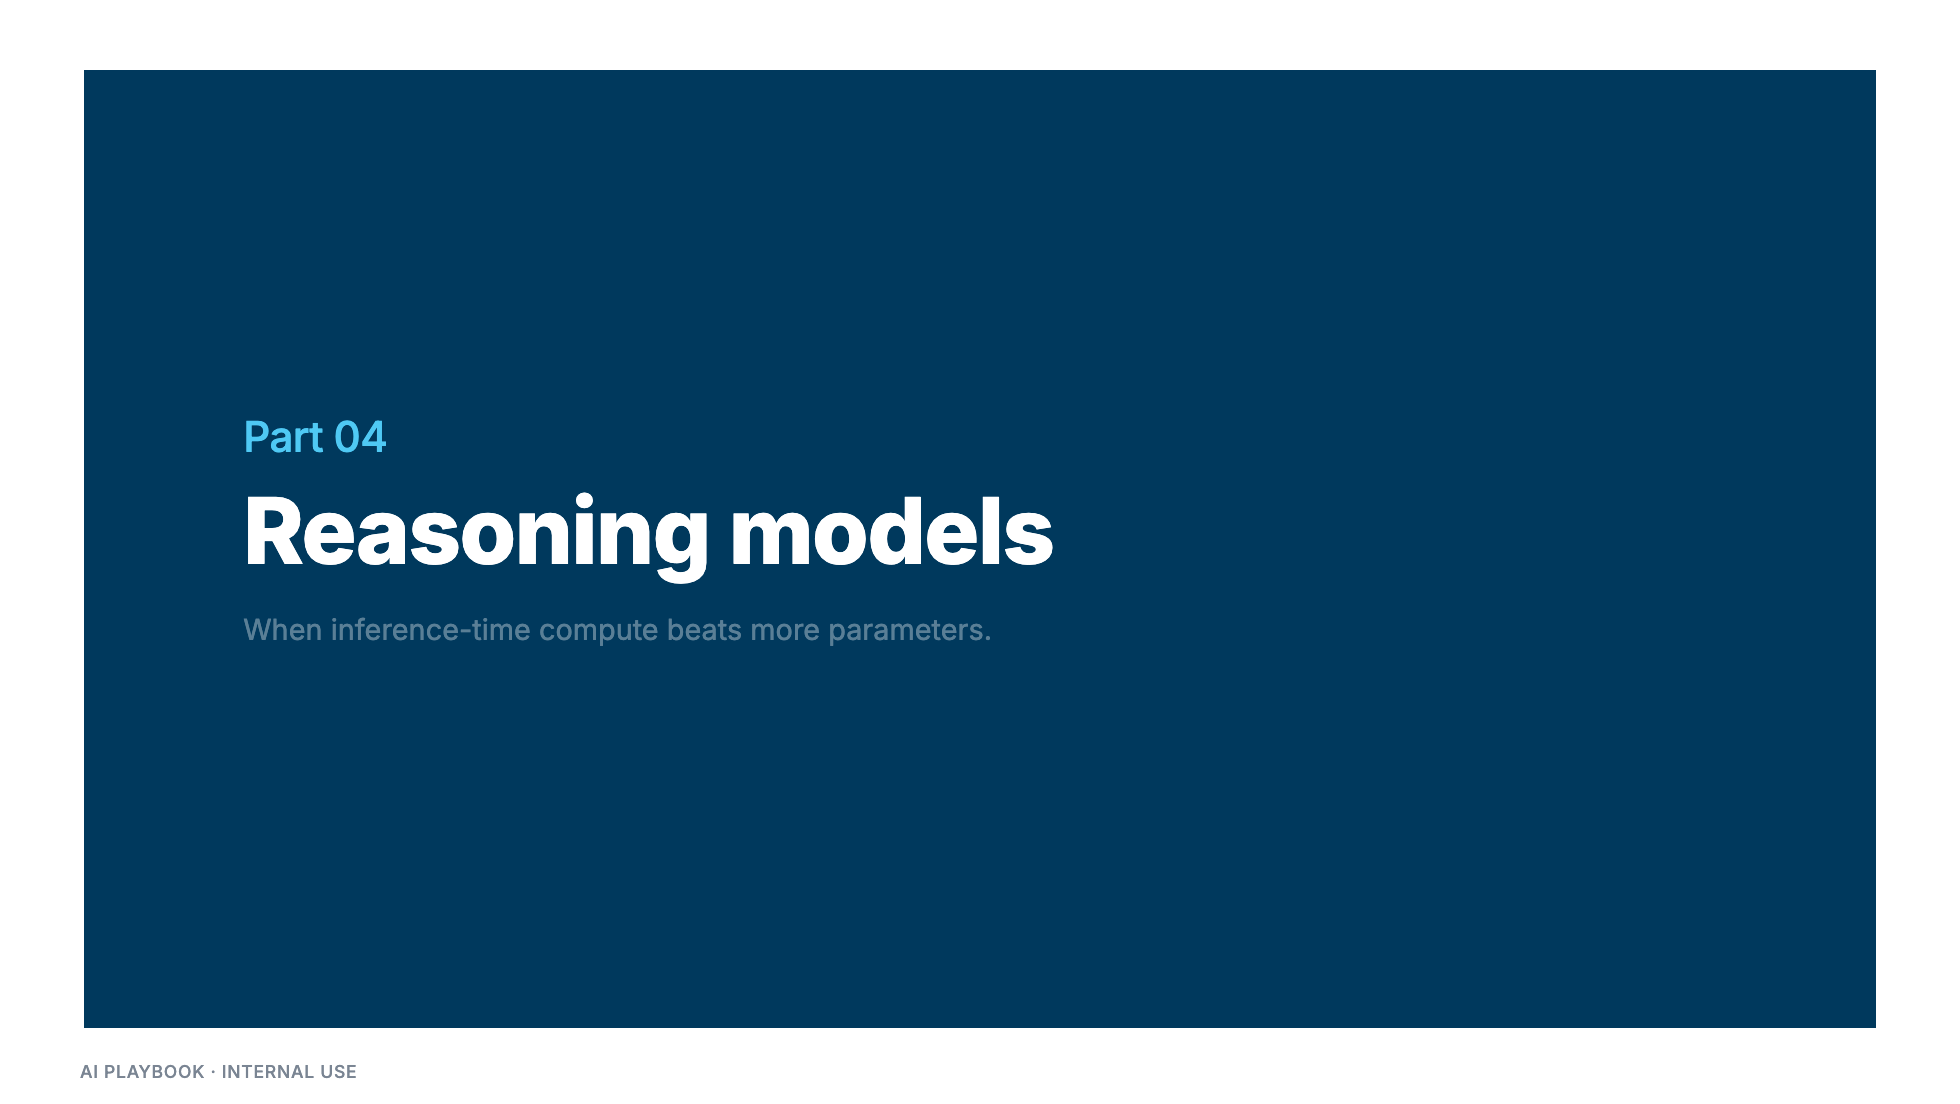 Part 04
Reasoning models
When inference-time compute beats more parameters.
AI PLAYBOOK · INTERNAL USE